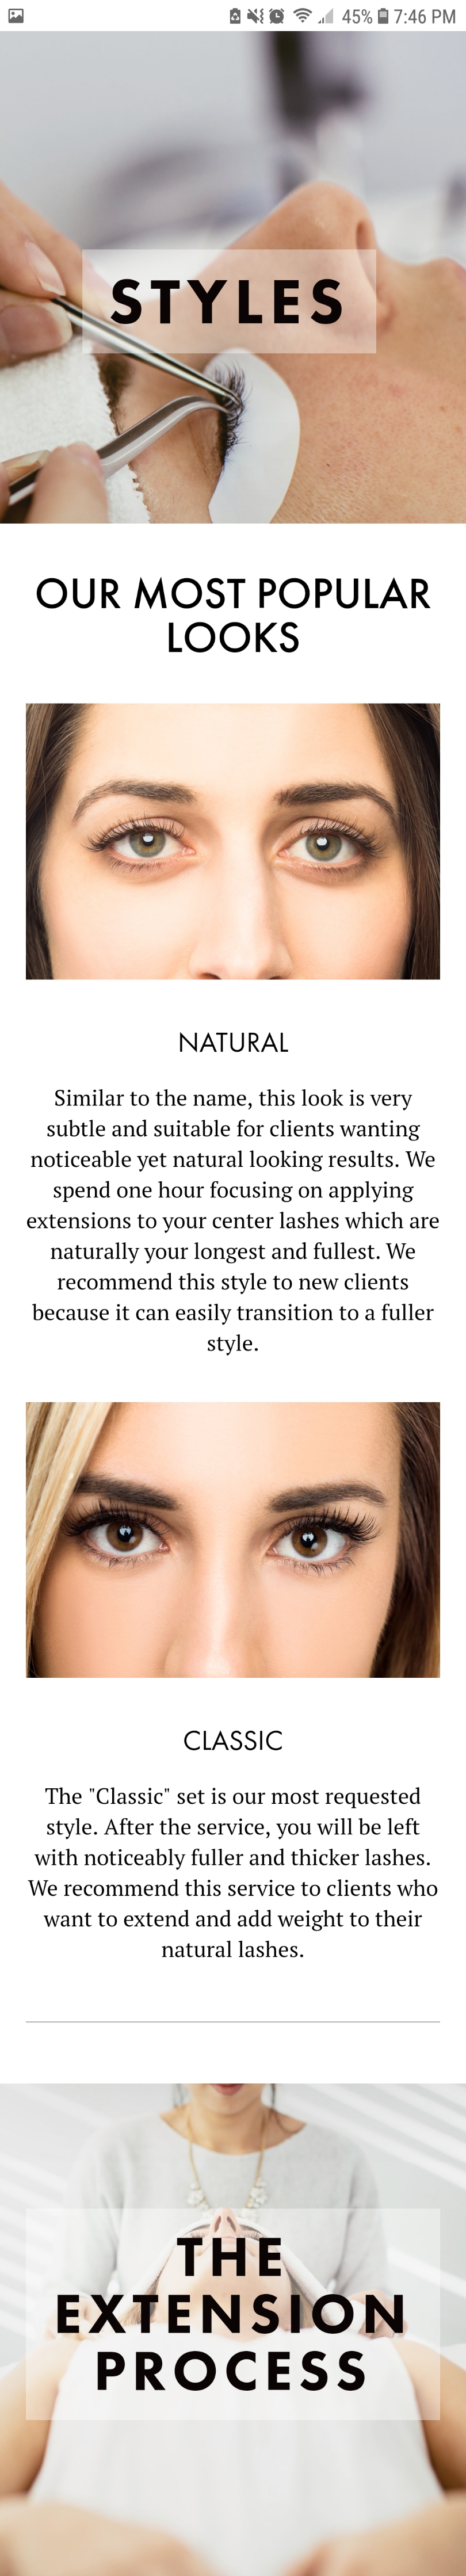 45% 7:46 PM
STYLES
OUR MOST POPULAR
LOOKS
NATURAL
Similar to the name, this look is very
subtle and suitable for clients wanting
noticeable yet natural looking results. We
spend one hour focusing on applying
extensions to your center lashes which are
naturally your longest and fullest. We
recommend this style to new clients
because it can easily transition to a fuller
style.
CLASSIC
The "Classic" set is our most requested
style. After the service, you will be left
with noticeably fuller and thicker lashes.
We recommend this service to clients who
want to extend and add weight to their
natural lashes.
THE
EXTENSION
PROCESS